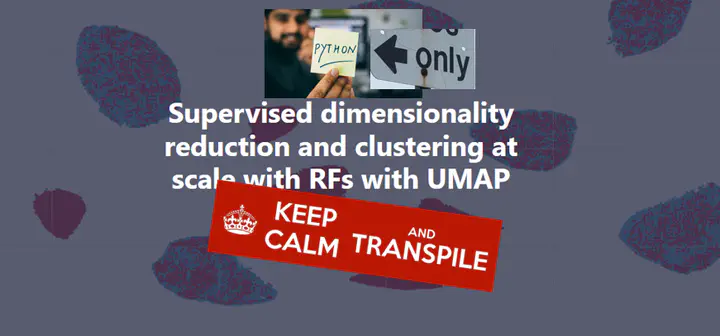 PYTHON
only
Supervised dimensionality
reduction and clustering at
scale with RFs with UMAP
KEEP
CALM
AND
TRANSPILE